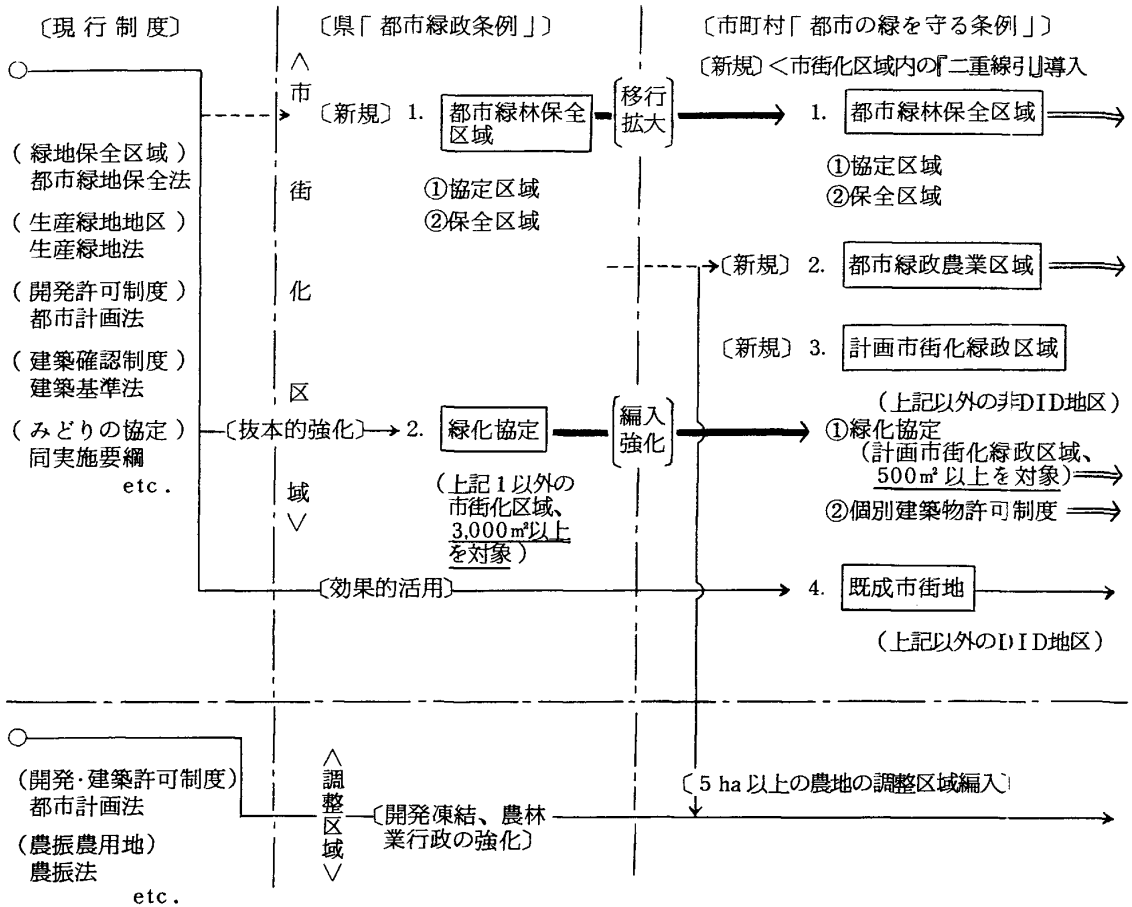 〔現行制度〕
〔県「都市緑政条例」〕
〔市町村「都市の緑を守る条例」〕
〔新規〕<市街化区域内の『二重線引』導入
<市街化区域>
〔新規〕 1. 都市緑林保全
区域
①協定区域
②保全区域
〔移行
拡大〕
1. 都市緑林保全区域
①協定区域
②保全区域
(緑地保全区域)
都市緑地保全法
(生産緑地地区)
生産緑地法
(開発許可制度)
都市計画法
(建築確認制度)
建築基準法
(みどりの協定)
同実施要綱
etc.
〔新規〕 2. 都市緑政農業区域
〔新規〕 3. 計画市街化緑政区域
(上記以外の非DID地区)
〔抜本的強化〕 2. 緑化協定
(上記1以外の
市街化区域、
3,000㎡以上
を対象)
〔編入
強化〕
①緑化協定
(計画市街化緑政区域、
500㎡以上を対象)
②個別建築物許可制度
〔効果的活用〕
4. 既成市街地
(上記以外のDID地区)
(開発・建築許可制度)
都市計画法
(農振農用地)
農振法
etc.
<調整区域>
〔開発凍結、農林
業行政の強化〕
〔5 ha以上の農地の調整区域編入〕